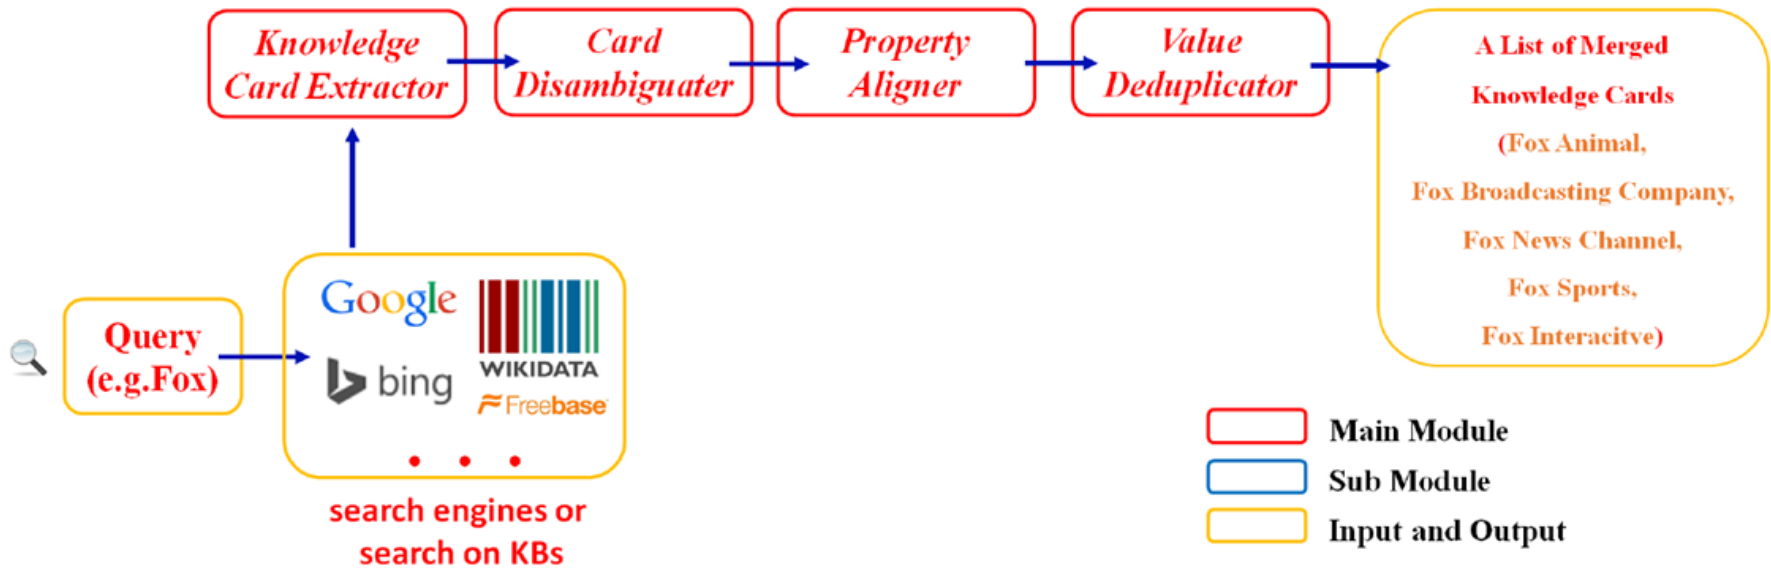 Knowledge
Card Extractor
Card
Disambiguater
Property
Aligner
Value
Deduplicator
A List of Merged
Knowledge Cards
(Fox Animal,
Fox Broadcasting Company,
Fox News Channel,
Fox Sports,
Fox Interacitve)
Query
(e.g.Fox)
Google
WIKIDATA
bing
Freebase
search engines or
search on KBs
Main Module
Sub Module
Input and Output